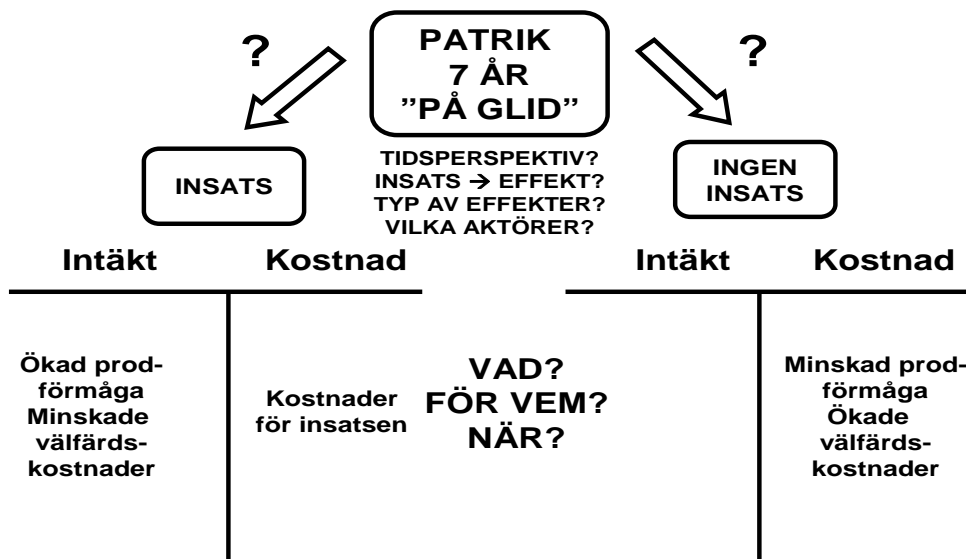 ?
PATRIK
7 ÅR
”PÅ GLID”
?
INSATS
TIDSPERSPEKTIV?
INSATS → EFFEKT?
TYP AV EFFEKTER?
VILKA AKTÖRER?
INGEN
INSATS
Intäkt
Kostnad
Intäkt
Kostnad
Ökad prod-
förmåga
Minskade
välfärds-
kostnader
Kostnader
för insatsen
VAD?
FÖR VEM?
NÄR?
Minskad prod-
förmåga
Ökade
välfärds-
kostnader